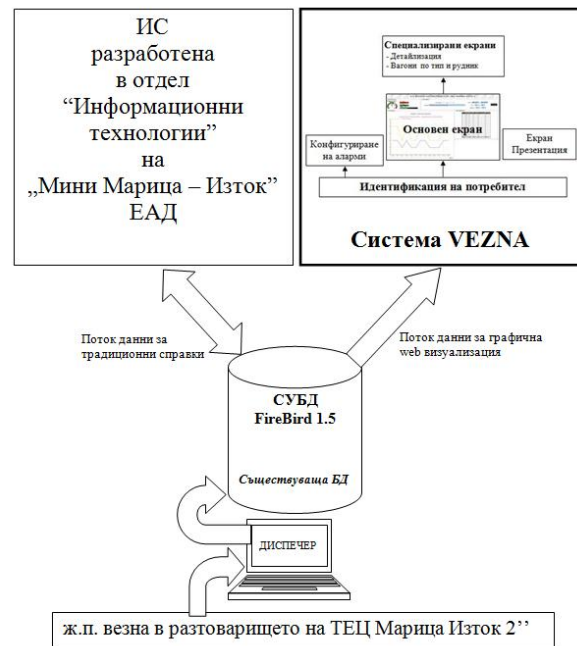 ИС
разработена
в отдел
“Информационни
технологии”
на
„Мини Марица – Изток”
ЕАД
Специализирани екрани
- Детайлизация
- Вагони по тип и рудник
Основен екран
Конфигуриране
на аларми
Екран
Презентация
Идентификация на потребител
Система VEZNA
Поток данни за
традиционни справки
Поток данни за графична
web визуализация
СУБД
FireBird 1.5
Съществуваща БД
ДИСПЕЧЕР
ж.п. везна в разтоварището на ТЕЦ Марица Изток 2’’